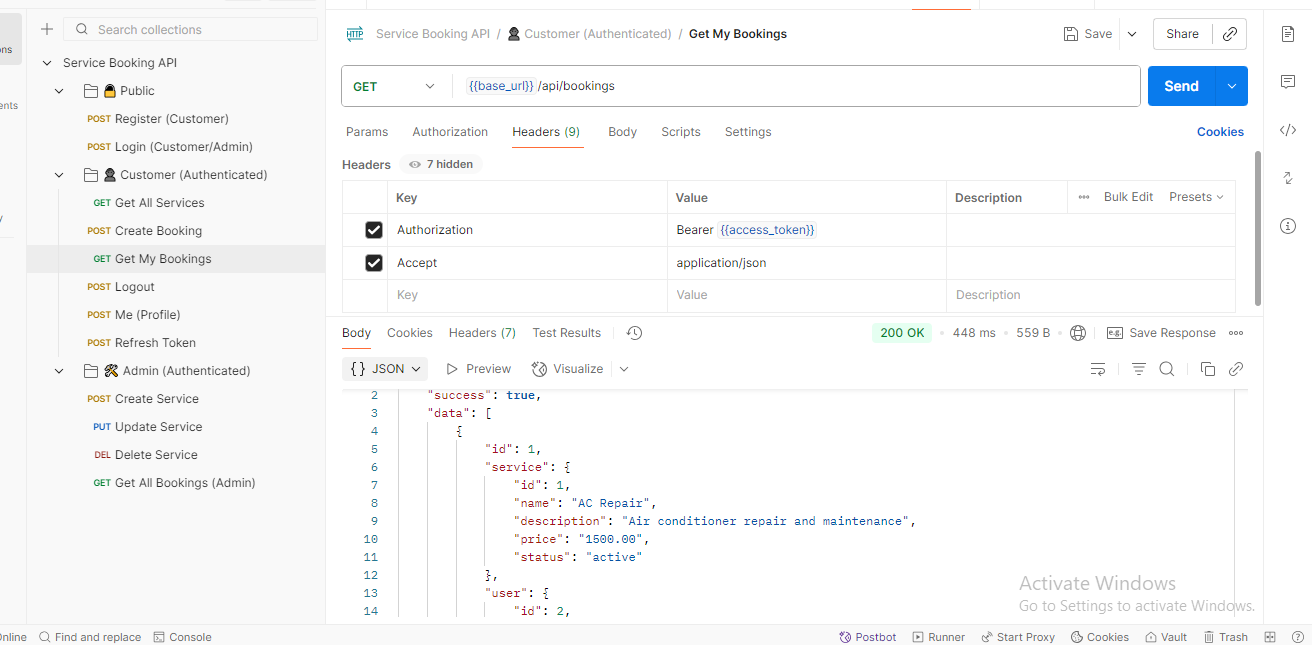 Search collections
Service Booking API
Public
POST Register (Customer)
POST Login (Customer/Admin)
Customer (Authenticated)
GET Get All Services
POST Create Booking
GET Get My Bookings
POST Logout
POST Me (Profile)
POST Refresh Token
Admin (Authenticated)
POST Create Service
PUT Update Service
DEL Delete Service
GET Get All Bookings (Admin)
HTTP Service Booking API / Customer (Authenticated) / Get My Bookings
Save
Share
GET {{base_url}} /api/bookings
Send
Params Authorization Headers (9) Body Scripts Settings Cookies
Headers 7 hidden
Key Value Description ••• Bulk Edit Presets
Authorization Bearer {{access_token}}
Accept application/json
Key Value Description
Body Cookies Headers (7) Test Results 200 OK • 448 ms • 559 B • e.g. Save Response •••
{} JSON Preview Visualize
2 "success": true,
3 "data": [
4 {
5 "id": 1,
6 "service": {
7 "id": 1,
8 "name": "AC Repair",
9 "description": "Air conditioner repair and maintenance",
10 "price": "1500.00",
11 "status": "active"
12 },
13 "user": {
14 "id": 2,
Activate Windows
Go to Settings to activate Windows.
Find and replace Console Postbot Runner Start Proxy Cookies Vault Trash